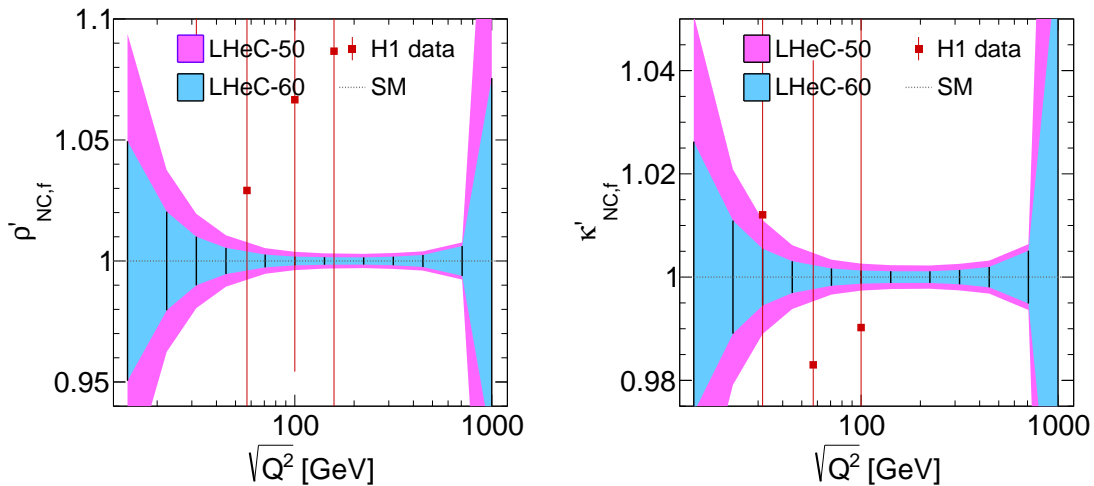 1.1
LHeC-50
H1 data
LHeC-60
SM
1.05
1
0.95
ρ'NC,f
100
1000
√Q² [GeV]
LHeC-50
H1 data
LHeC-60
SM
1.04
1.02
1
0.98
κ'NC,f
100
1000
√Q² [GeV]